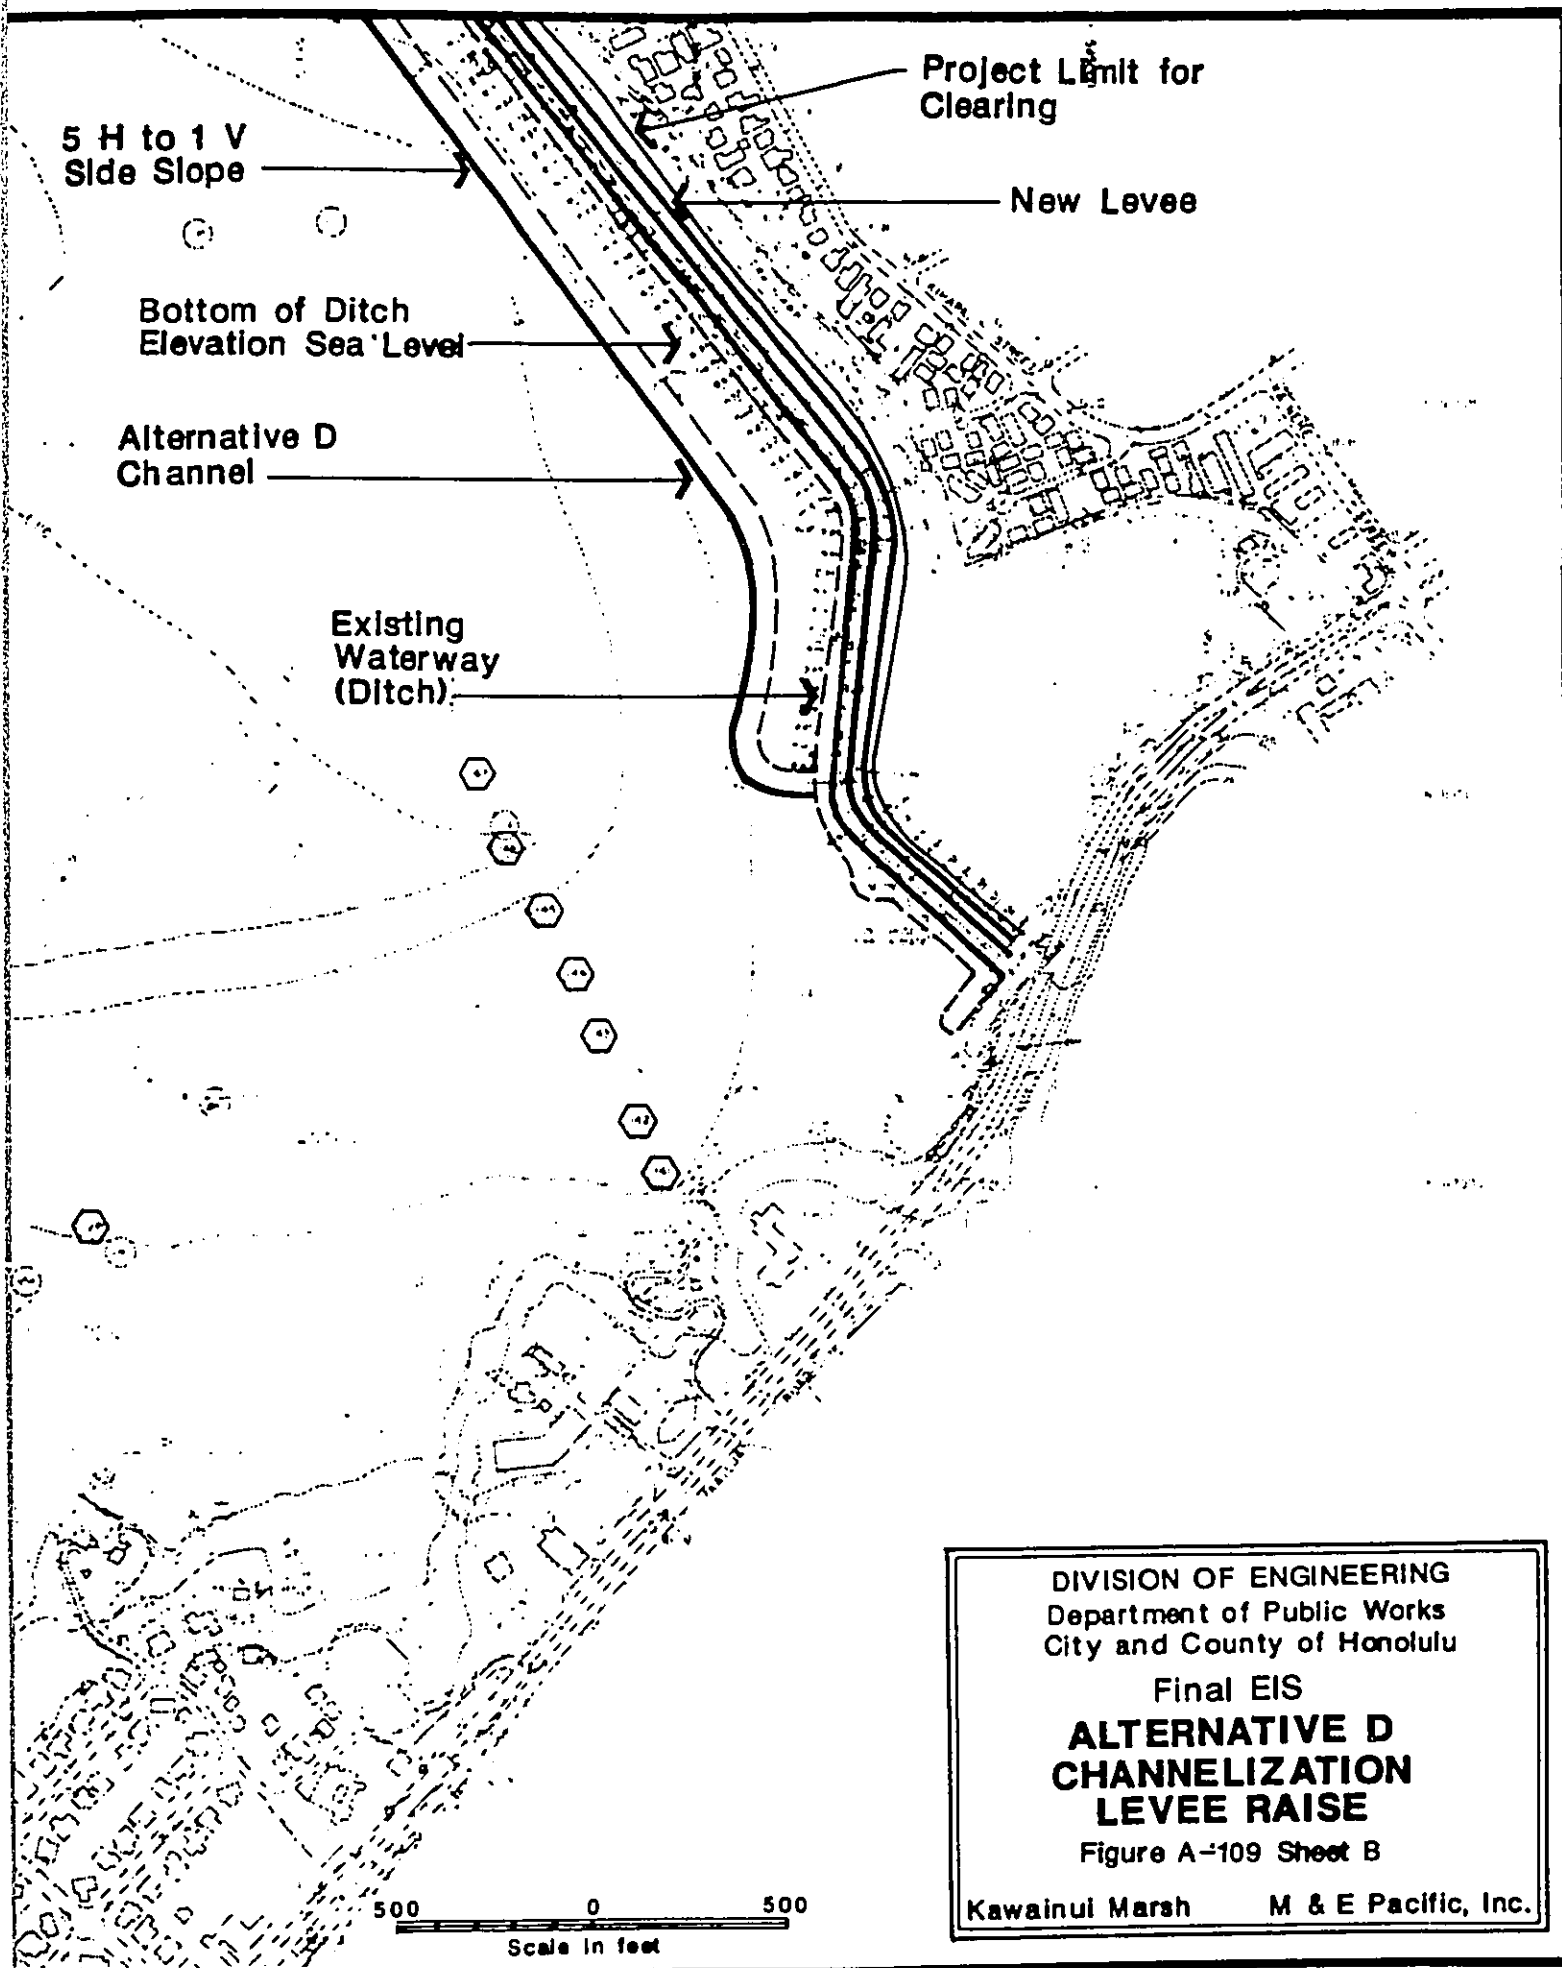 Project Limit for
Clearing
5 H to 1 V
Side Slope
New Levee
Bottom of Ditch
Elevation Sea Level
Alternative D
Channel
Existing
Waterway
(Ditch)
DIVISION OF ENGINEERING
Department of Public Works
City and County of Honolulu
Final EIS
ALTERNATIVE D
CHANNELIZATION
LEVEE RAISE
Figure A-109 Sheet B
Kawainui Marsh M & E Pacific, Inc.
500 0 500
Scale in feet